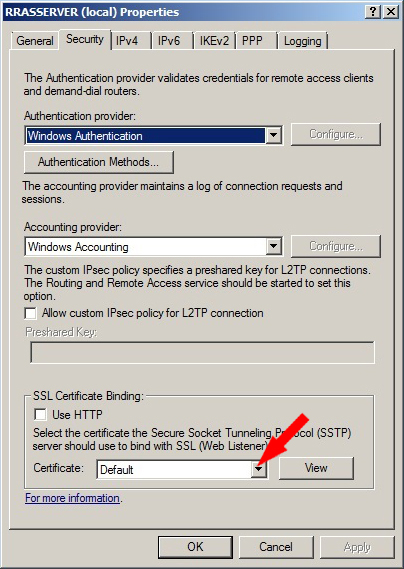 RRASSERVER (local) Properties
General Security IPv4 IPv6 IKEv2 PPP Logging
The Authentication provider validates credentials for remote access clients
and demand-dial routers.
Authentication provider:
Windows Authentication Configure...
Authentication Methods...
The accounting provider maintains a log of connection requests and
sessions.
Accounting provider:
Windows Accounting Configure...
The custom IPsec policy specifies a preshared key for L2TP connections.
The Routing and Remote Access service should be started to set this
option.
Allow custom IPsec policy for L2TP connection
Preshared Key:
SSL Certificate Binding:
Use HTTP
Select the certificate the Secure Socket Tunneling Protocol (SSTP)
server should use to bind with SSL (Web Listener)
Certificate: Default View
For more information.
OK Cancel Apply